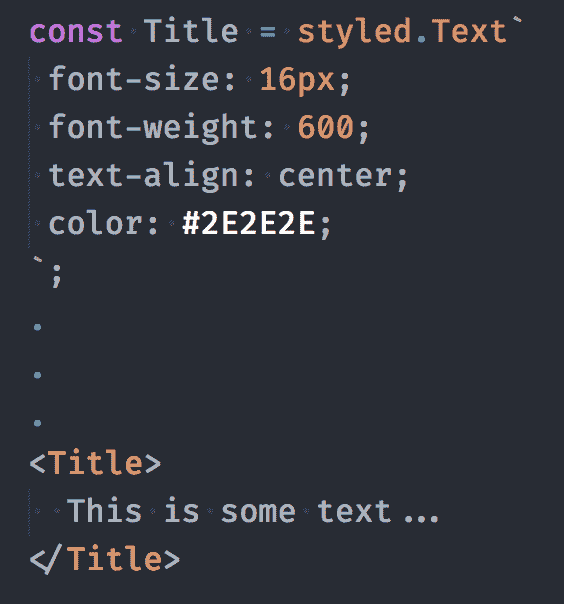 const Title = styled.Text`
 font-size: 16px;
 font-weight: 600;
 text-align: center;
 color: #2E2E2E;
`;
.
.
.
<Title>
  This is some text...
</Title>